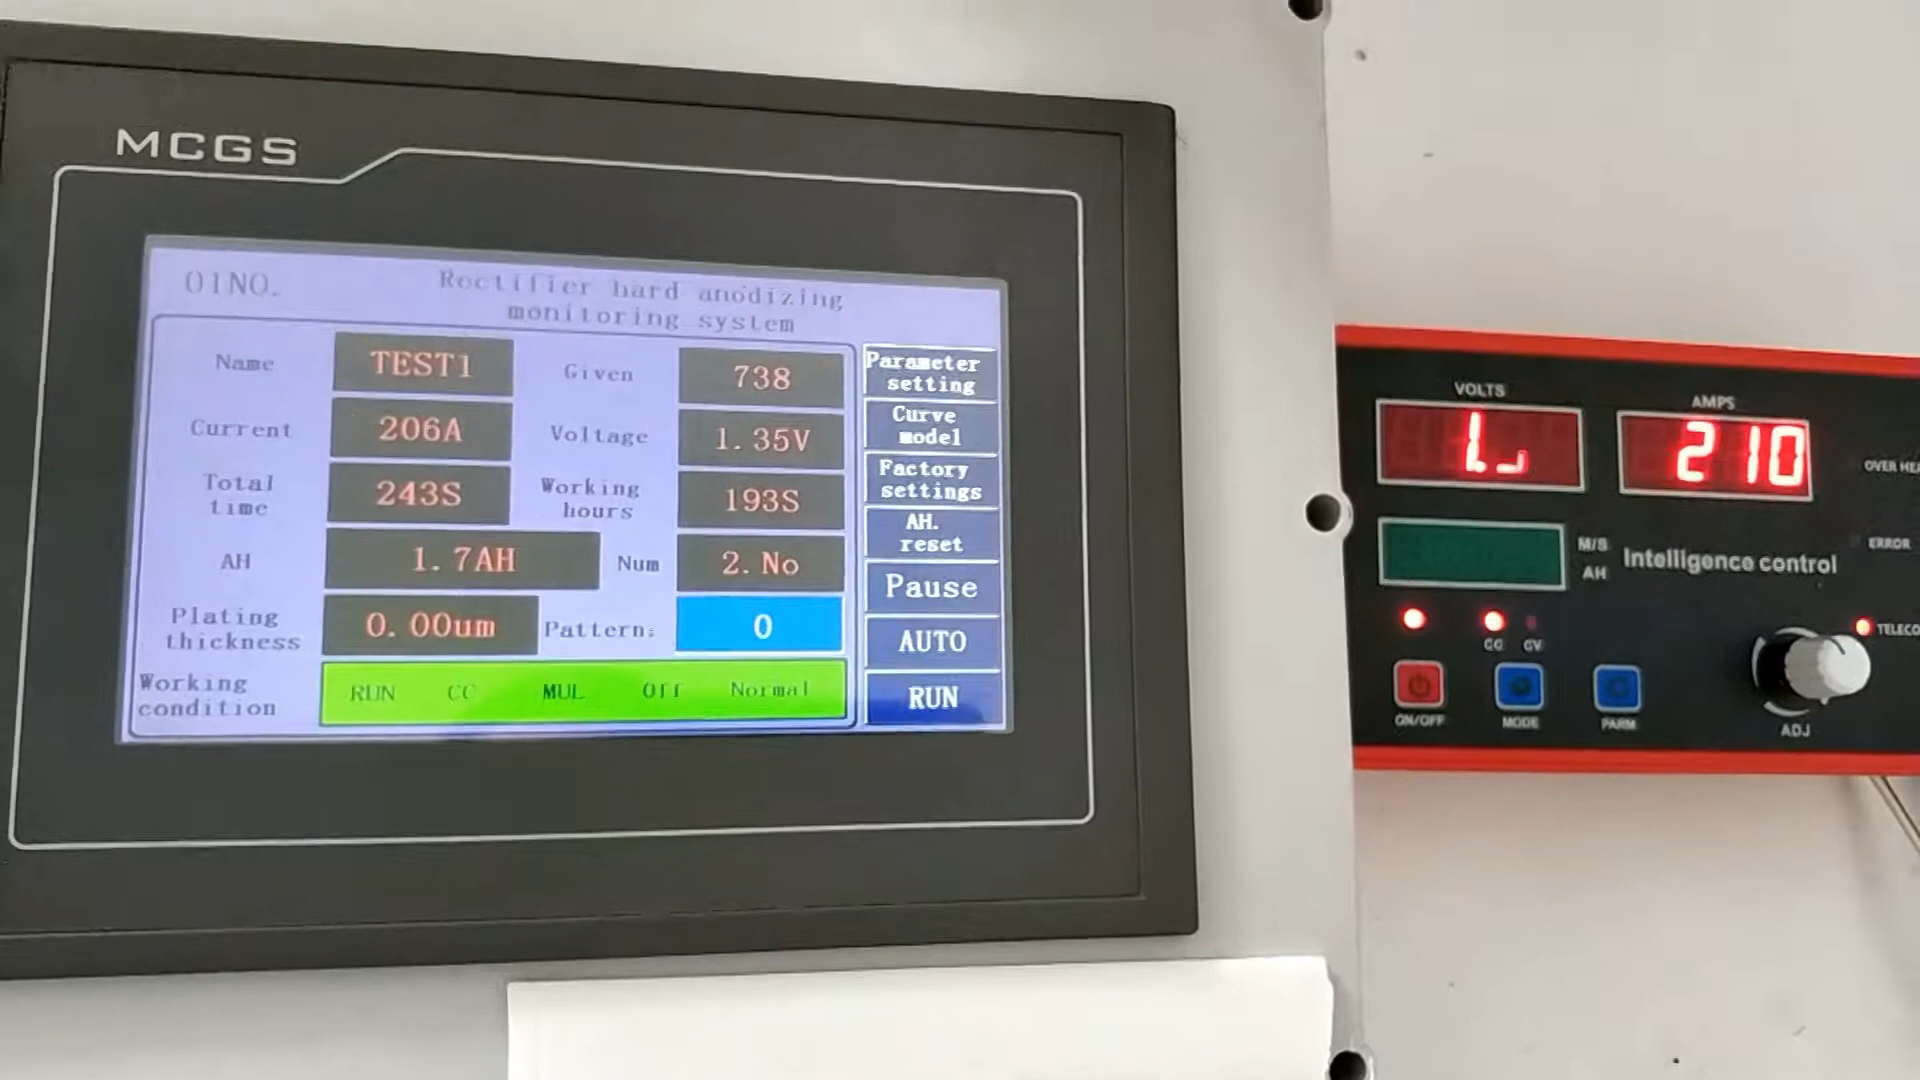 MCGS
01NO.
Rectifier hard anodizing
monitoring system
Name
TEST1
Given
738
Current
206A
Voltage
1.35V
Total
time
243S
Working
hours
193S
AH
1.7AH
Num
2.No
Plating
thickness
0.00um
Pattern:
0
Working
condition
RUN CC MUL Off Normal
Parameter
setting
Curve
model
Factory
settings
AH.
reset
Pause
AUTO
RUN
VOLTS
AMPS
210
OVER HE
M/S
AH
Intelligence control
ERROR
CC CV
TELECO
ON/OFF
MODE
PARM
ADJ